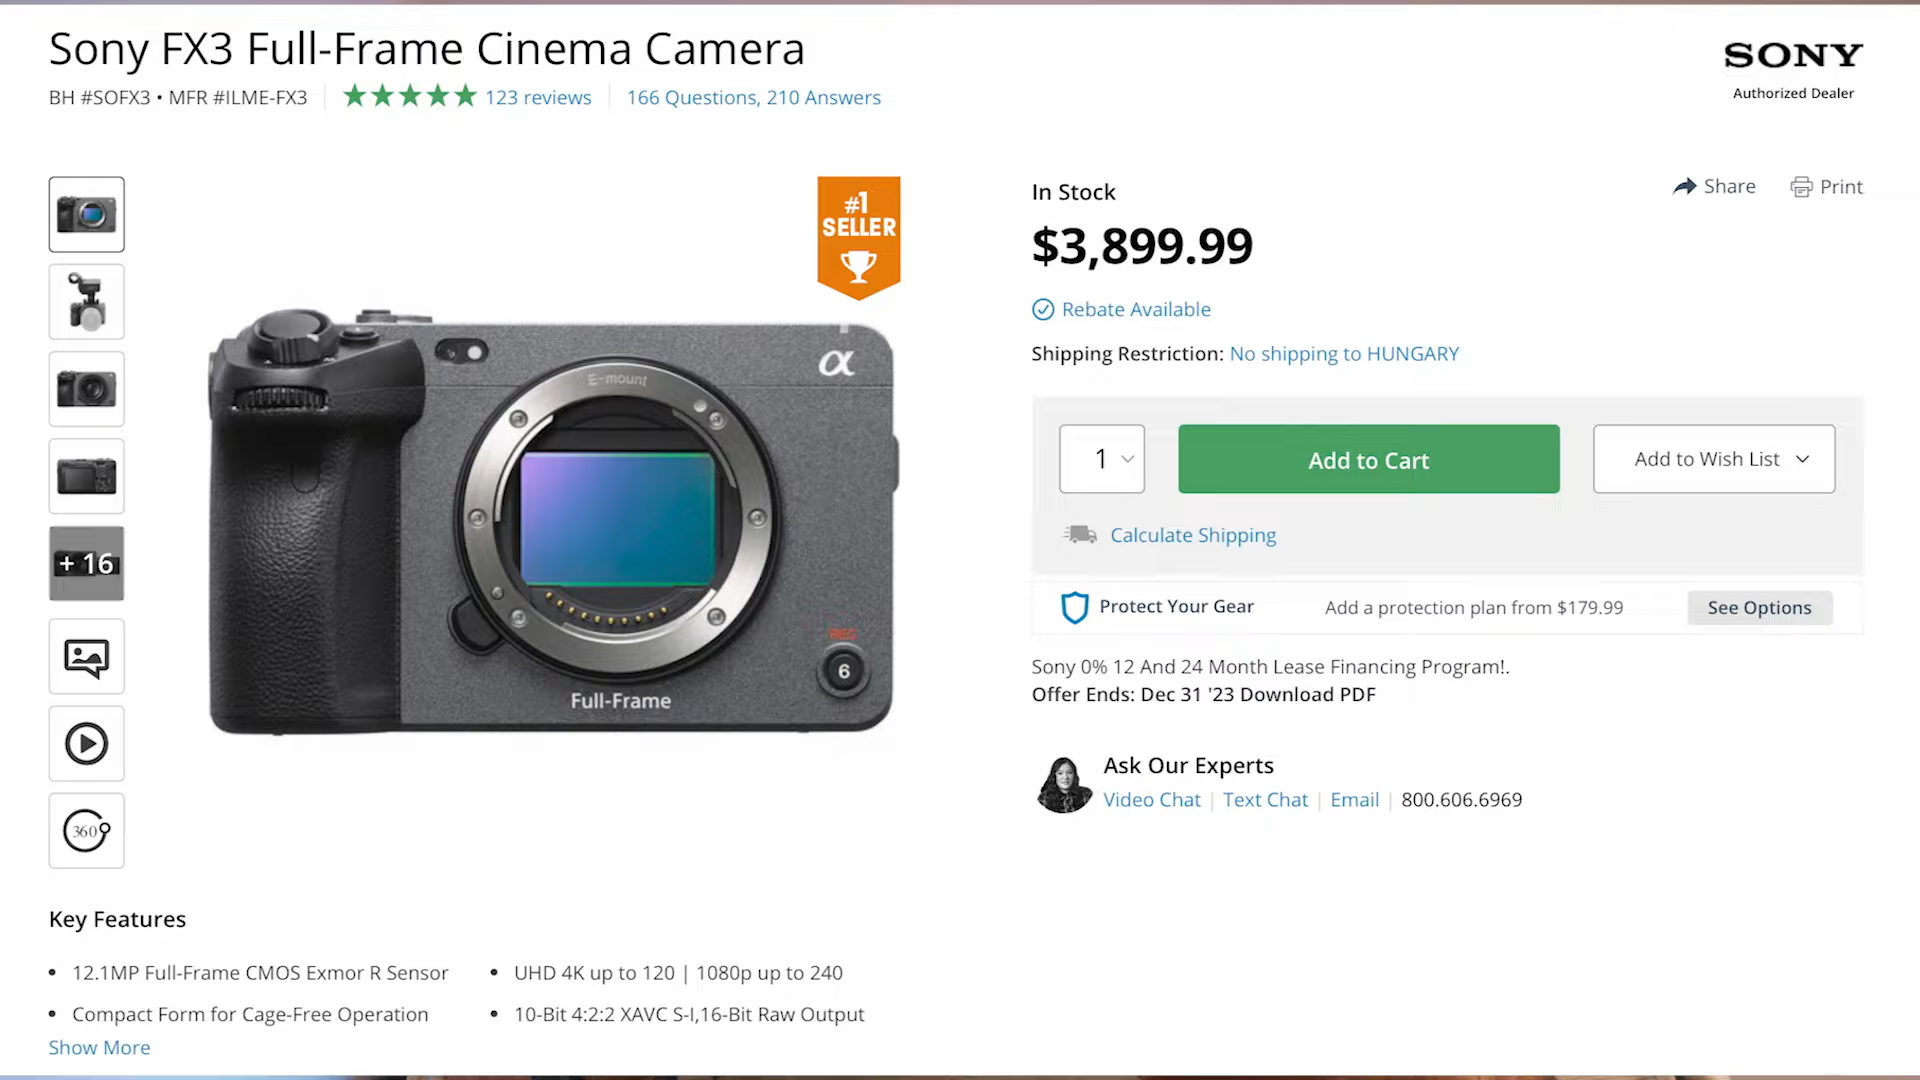 Sony FX3 Full-Frame Cinema Camera
BH #SOFX3 • MFR #ILME-FX3
123 reviews
166 Questions, 210 Answers
SONY
Authorized Dealer
#1
SELLER
In Stock
Share
Print
$3,899.99
Rebate Available
Shipping Restriction: No shipping to HUNGARY
1
Add to Cart
Add to Wish List
Calculate Shipping
Protect Your Gear
Add a protection plan from $179.99
See Options
Sony 0% 12 And 24 Month Lease Financing Program!.
Offer Ends: Dec 31 '23 Download PDF
Ask Our Experts
Video Chat | Text Chat | Email | 800.606.6969
E-mount
α
REC
6
Full-Frame
+ 16
360
Key Features
• 12.1MP Full-Frame CMOS Exmor R Sensor
• Compact Form for Cage-Free Operation
• UHD 4K up to 120 | 1080p up to 240
• 10-Bit 4:2:2 XAVC S-I,16-Bit Raw Output
Show More